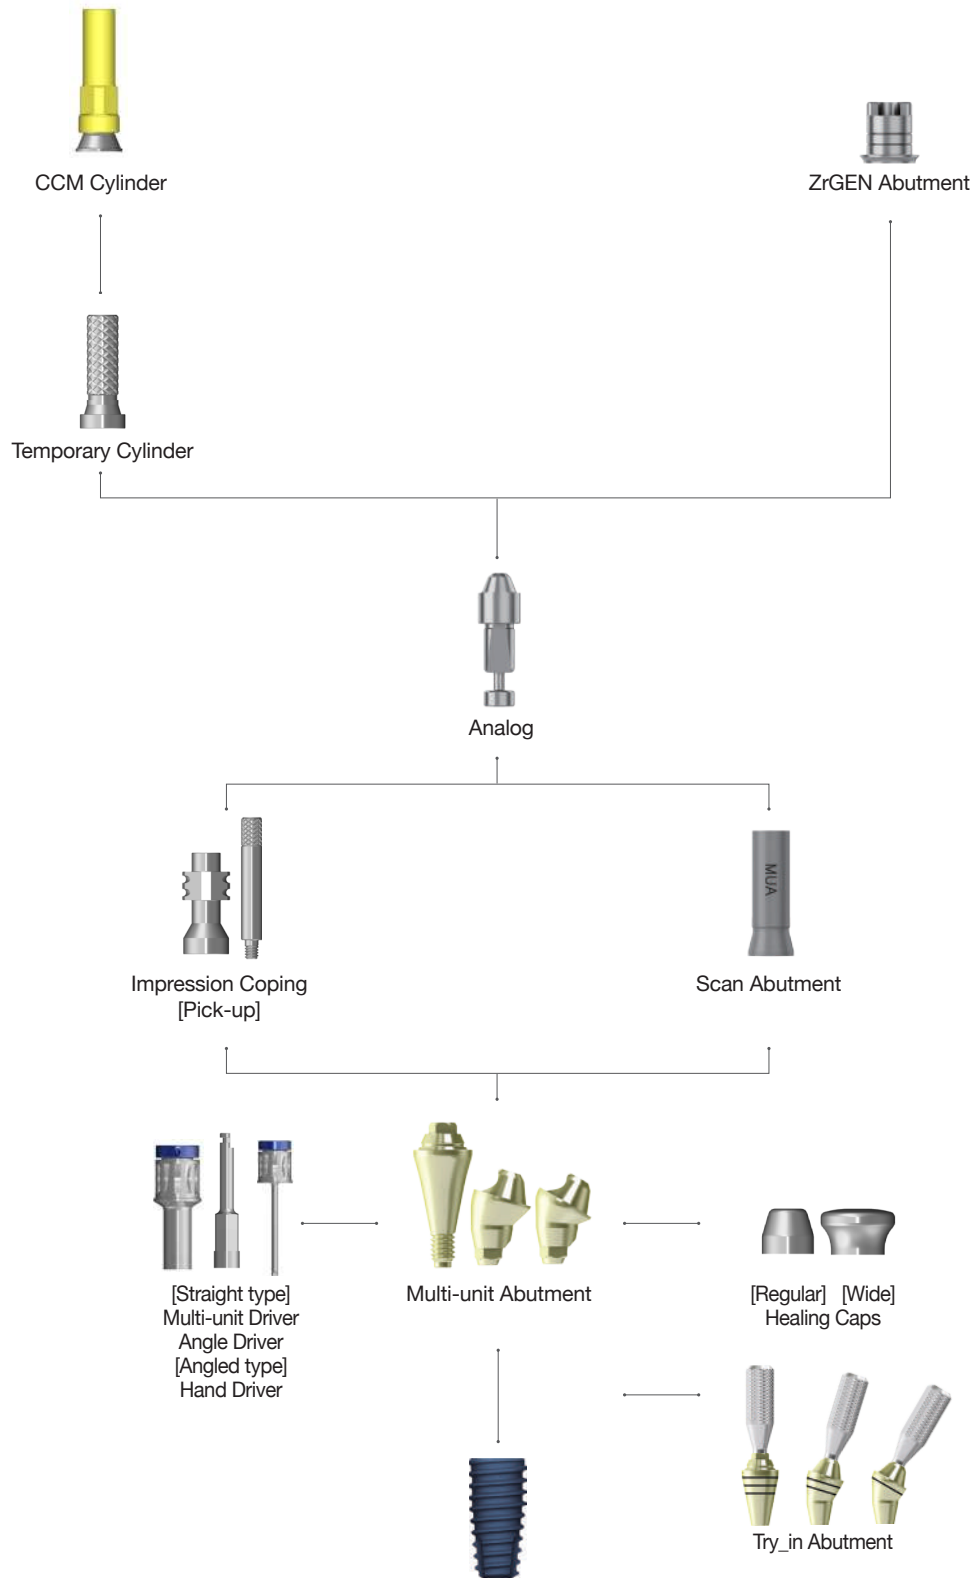 CCM Cylinder
ZrGEN Abutment
Temporary Cylinder
Analog
MUA
Impression Coping
[Pick-up]
Scan Abutment
[Straight type]
Multi-unit Driver
Angle Driver
[Angled type]
Hand Driver
Multi-unit Abutment
[Regular] [Wide]
Healing Caps
Try_in Abutment